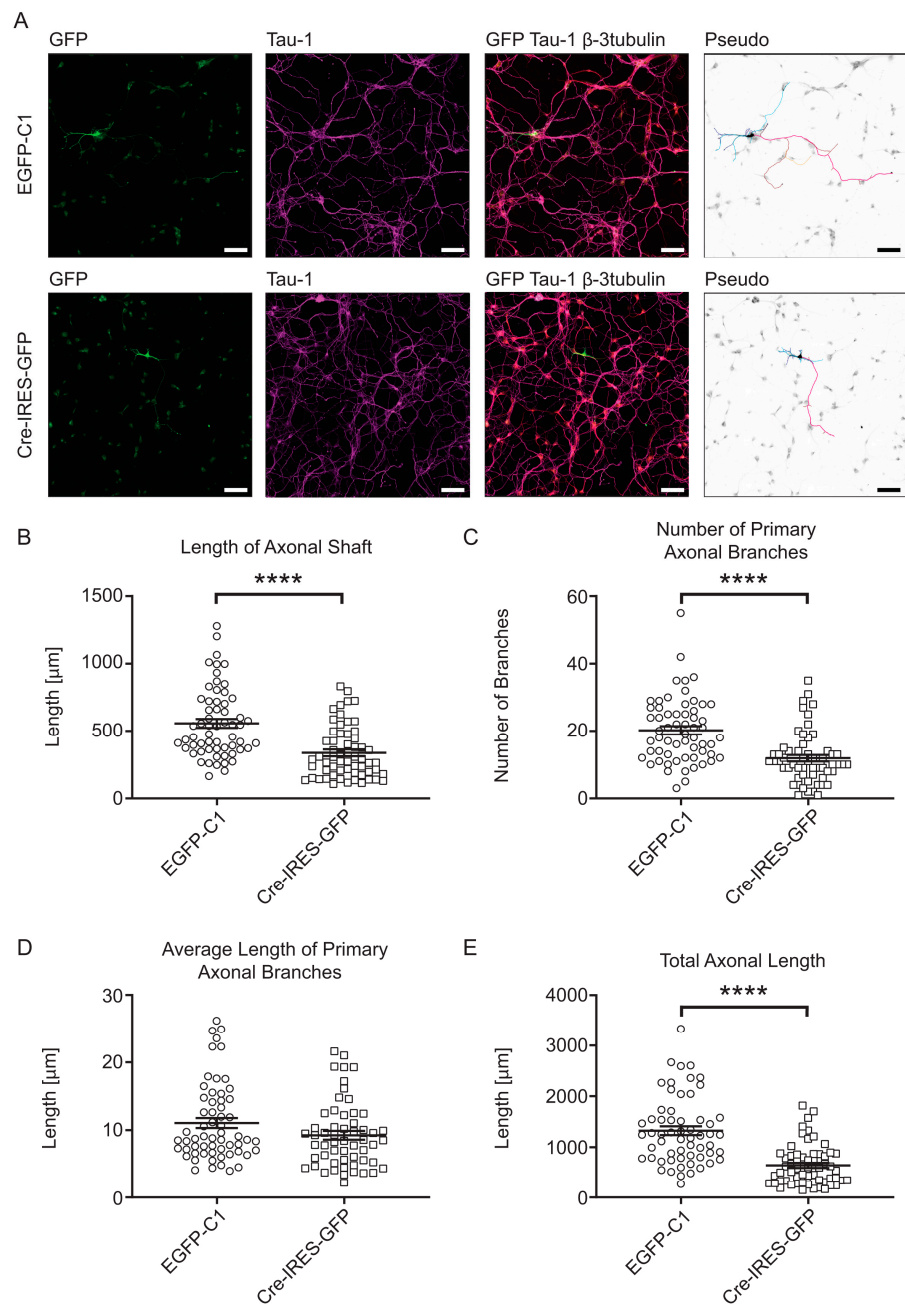 A
GFP
Tau-1
GFP Tau-1 β-3tubulin
Pseudo
EGFP-C1
GFP
Tau-1
GFP Tau-1 β-3tubulin
Pseudo
Cre-IRES-GFP
B
Length of Axonal Shaft
****
Length [µm]
1500
1000
500
0
EGFP-C1
Cre-IRES-GFP
C
Number of Primary
Axonal Branches
****
Number of Branches
60
40
20
0
EGFP-C1
Cre-IRES-GFP
D
Average Length of Primary
Axonal Branches
Length [µm]
30
20
10
0
EGFP-C1
Cre-IRES-GFP
E
Total Axonal Length
****
Length [µm]
4000
3000
2000
1000
0
EGFP-C1
Cre-IRES-GFP